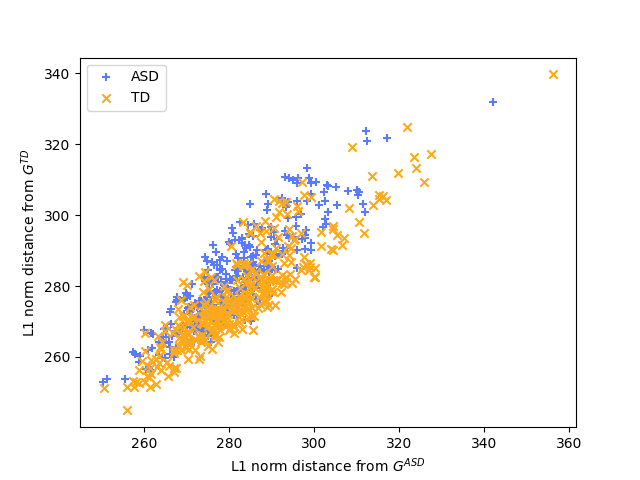 ASD
TD
340
320
300
280
260
L1 norm distance from G^{TD}
260
280
300
320
340
360
L1 norm distance from G^{ASD}